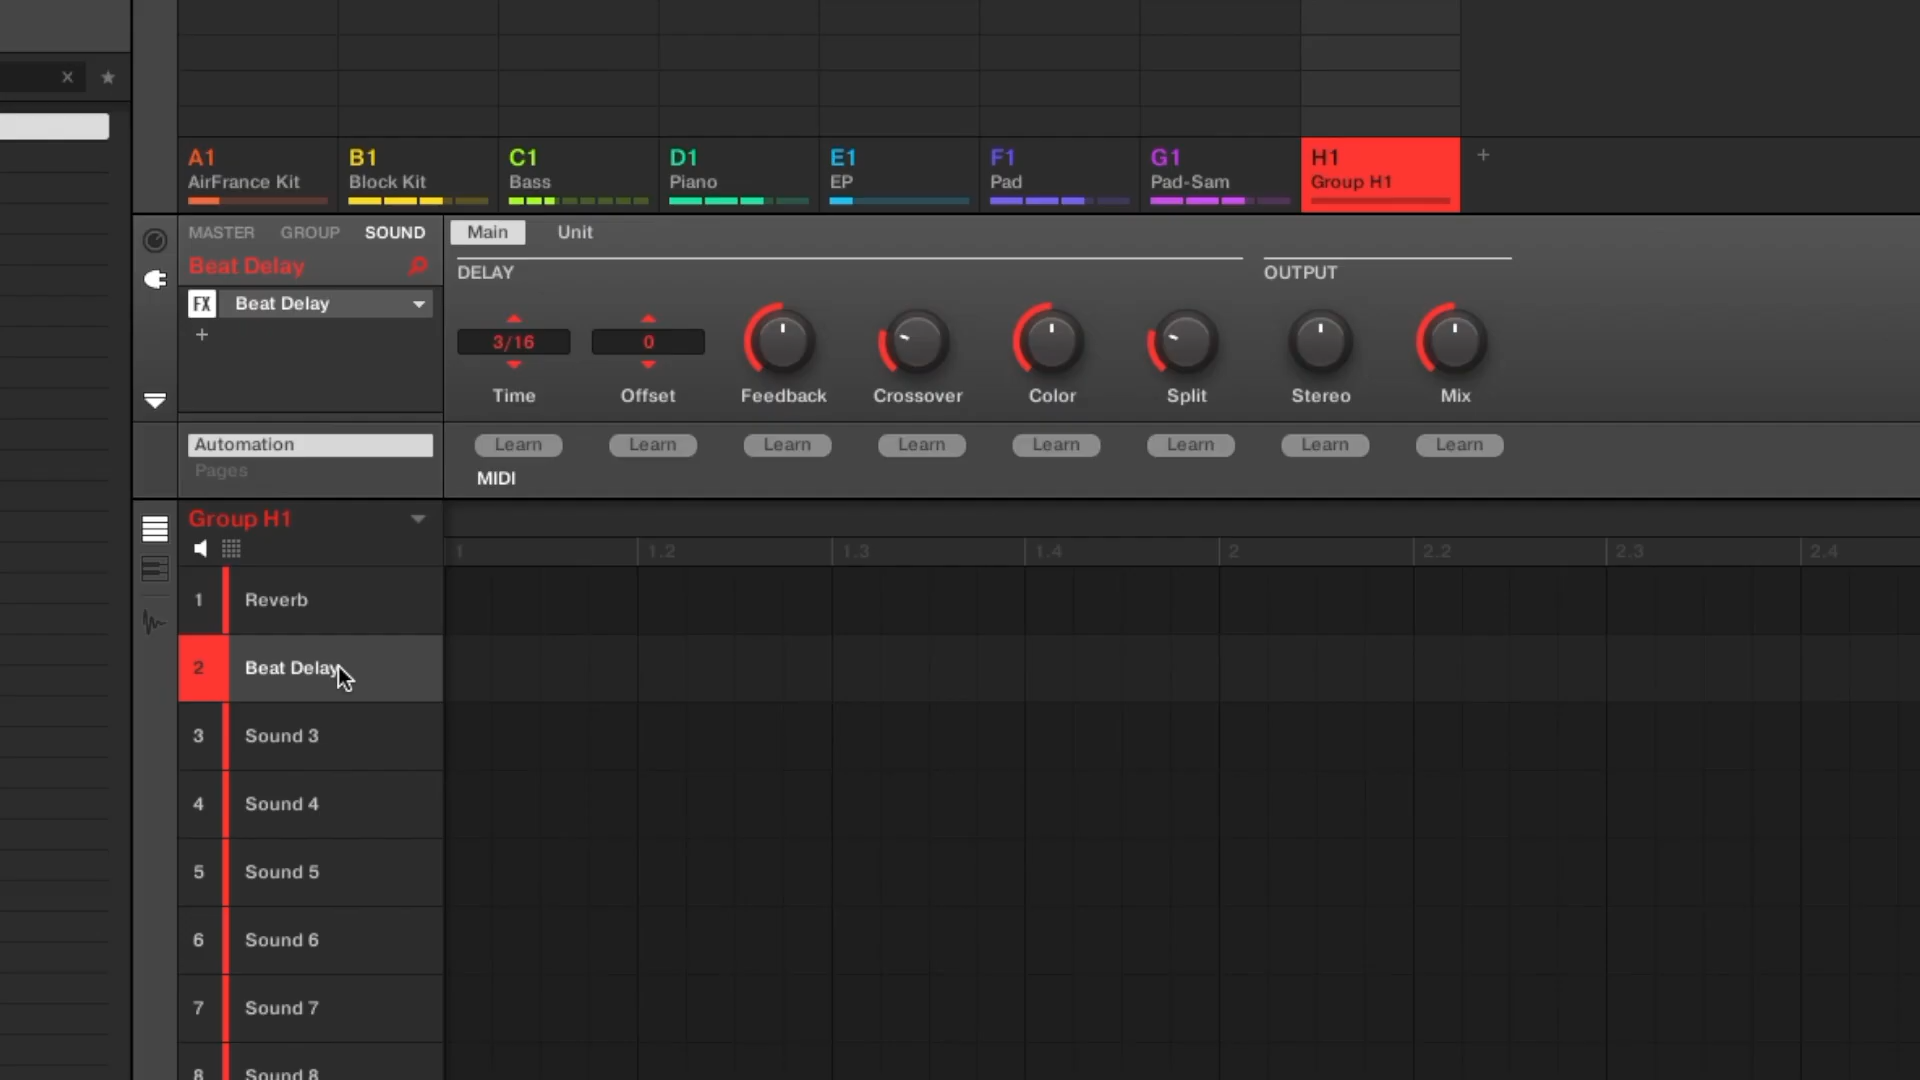 A1
AirFrance Kit
B1
Block Kit
C1
Bass
D1
Piano
E1
EP
F1
Pad
G1
Pad-Sam
H1
Group H1
+
MASTER GROUP SOUND
Main Unit
Beat Delay
DELAY
OUTPUT
FX Beat Delay
+
3/16
0
Time
Offset
Feedback
Crossover
Color
Split
Stereo
Mix
Automation
Pages
Learn Learn Learn Learn Learn Learn Learn Learn
MIDI
Group H1
1 1.2 1.3 1.4 2 2.2 2.3 2.4
1 Reverb
2 Beat Delay
3 Sound 3
4 Sound 4
5 Sound 5
6 Sound 6
7 Sound 7
8 Sound 8